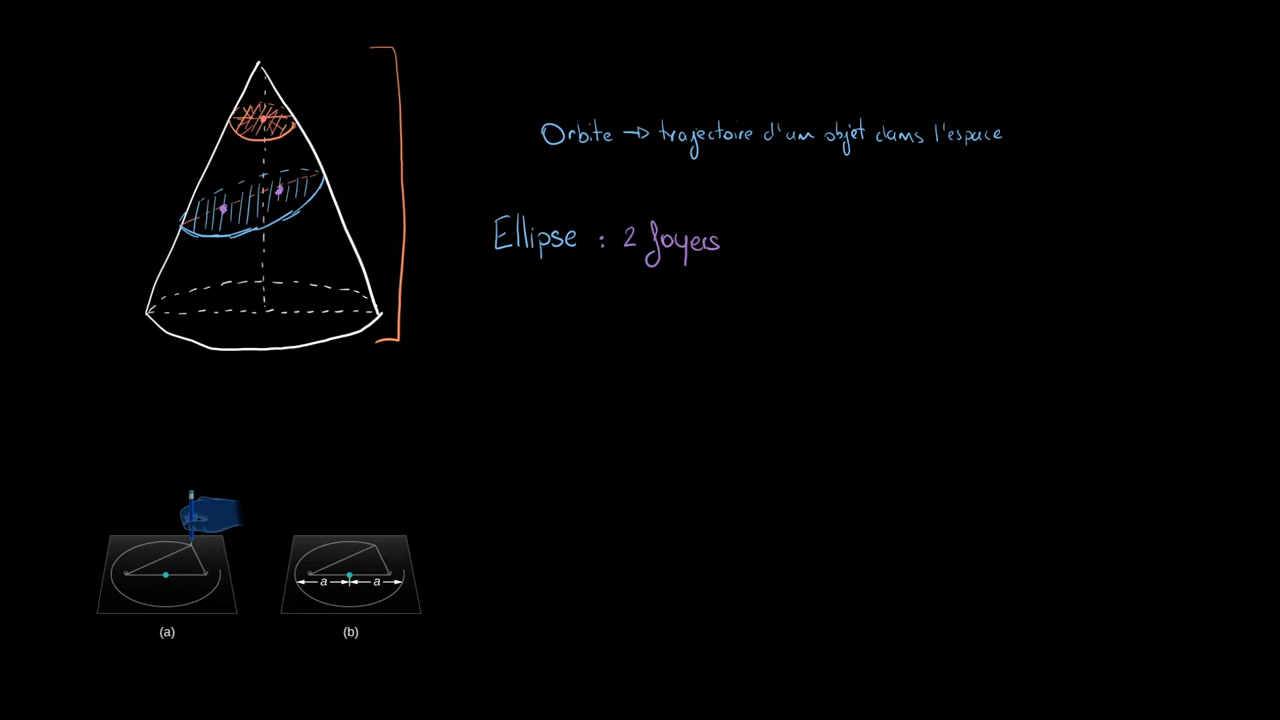 Orbite → trajectoire d'un objet dans l'espace
Ellipse : 2 foyers
a a
(a) (b)